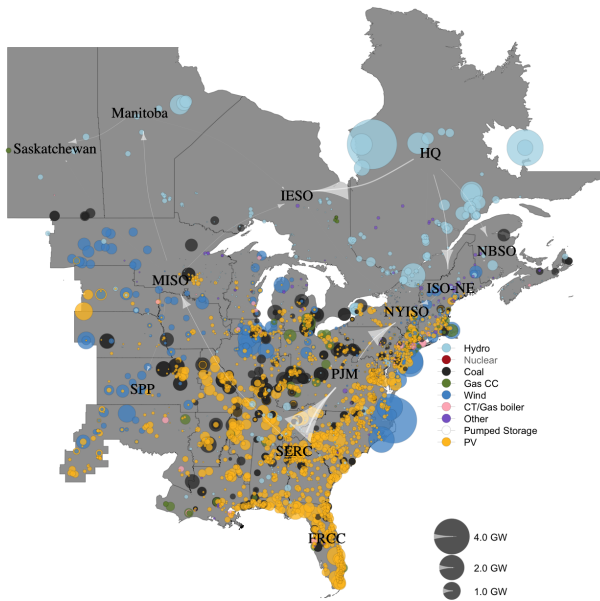 Manitoba
Saskatchewan
HQ
IESO
NBSO
MISO
ISO-NE
NYISO
PJM
SPP
SERC
FRCC
Hydro
Nuclear
Coal
Gas CC
Wind
CT/Gas boiler
Other
Pumped Storage
PV
4.0 GW
2.0 GW
1.0 GW